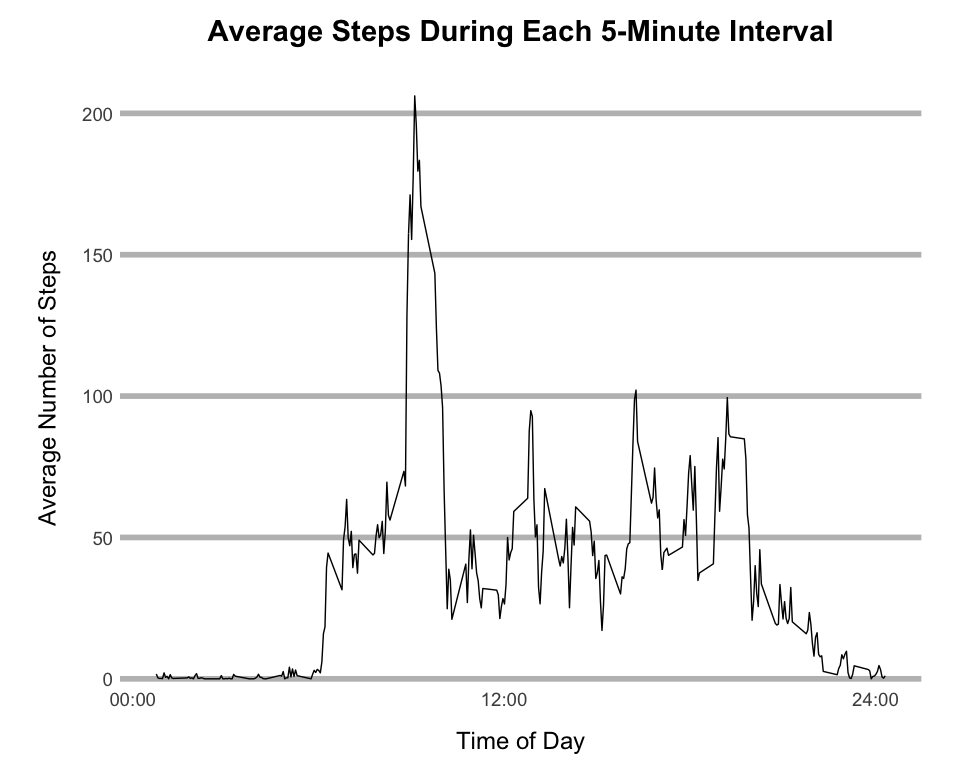 Average Steps During Each 5-Minute Interval
Average Number of Steps
200
150
100
50
0
00:00 12:00 24:00
Time of Day